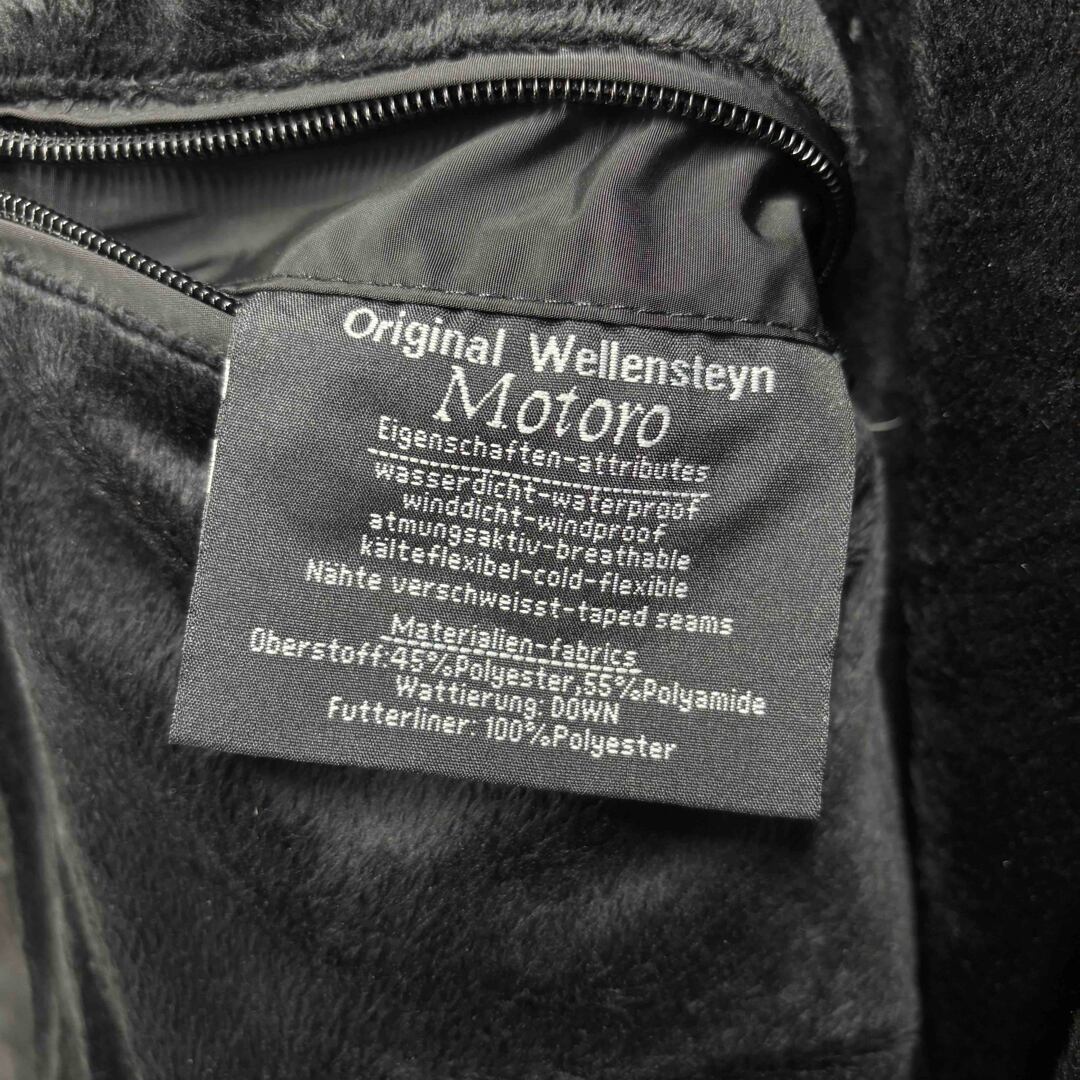 Original Wellensteyn
Motoro
Eigenschaften-attributes
wasserdicht-waterproof
winddicht-windproof
atmungsaktiv-breathable
kälteflexibel-cold-flexible
Nähte verschweisst-taped seams
Materialien-fabrics
Oberstoff:45%Polyester,55%Polyamide
Wattierung: DOWN
Futterliner: 100%Polyester